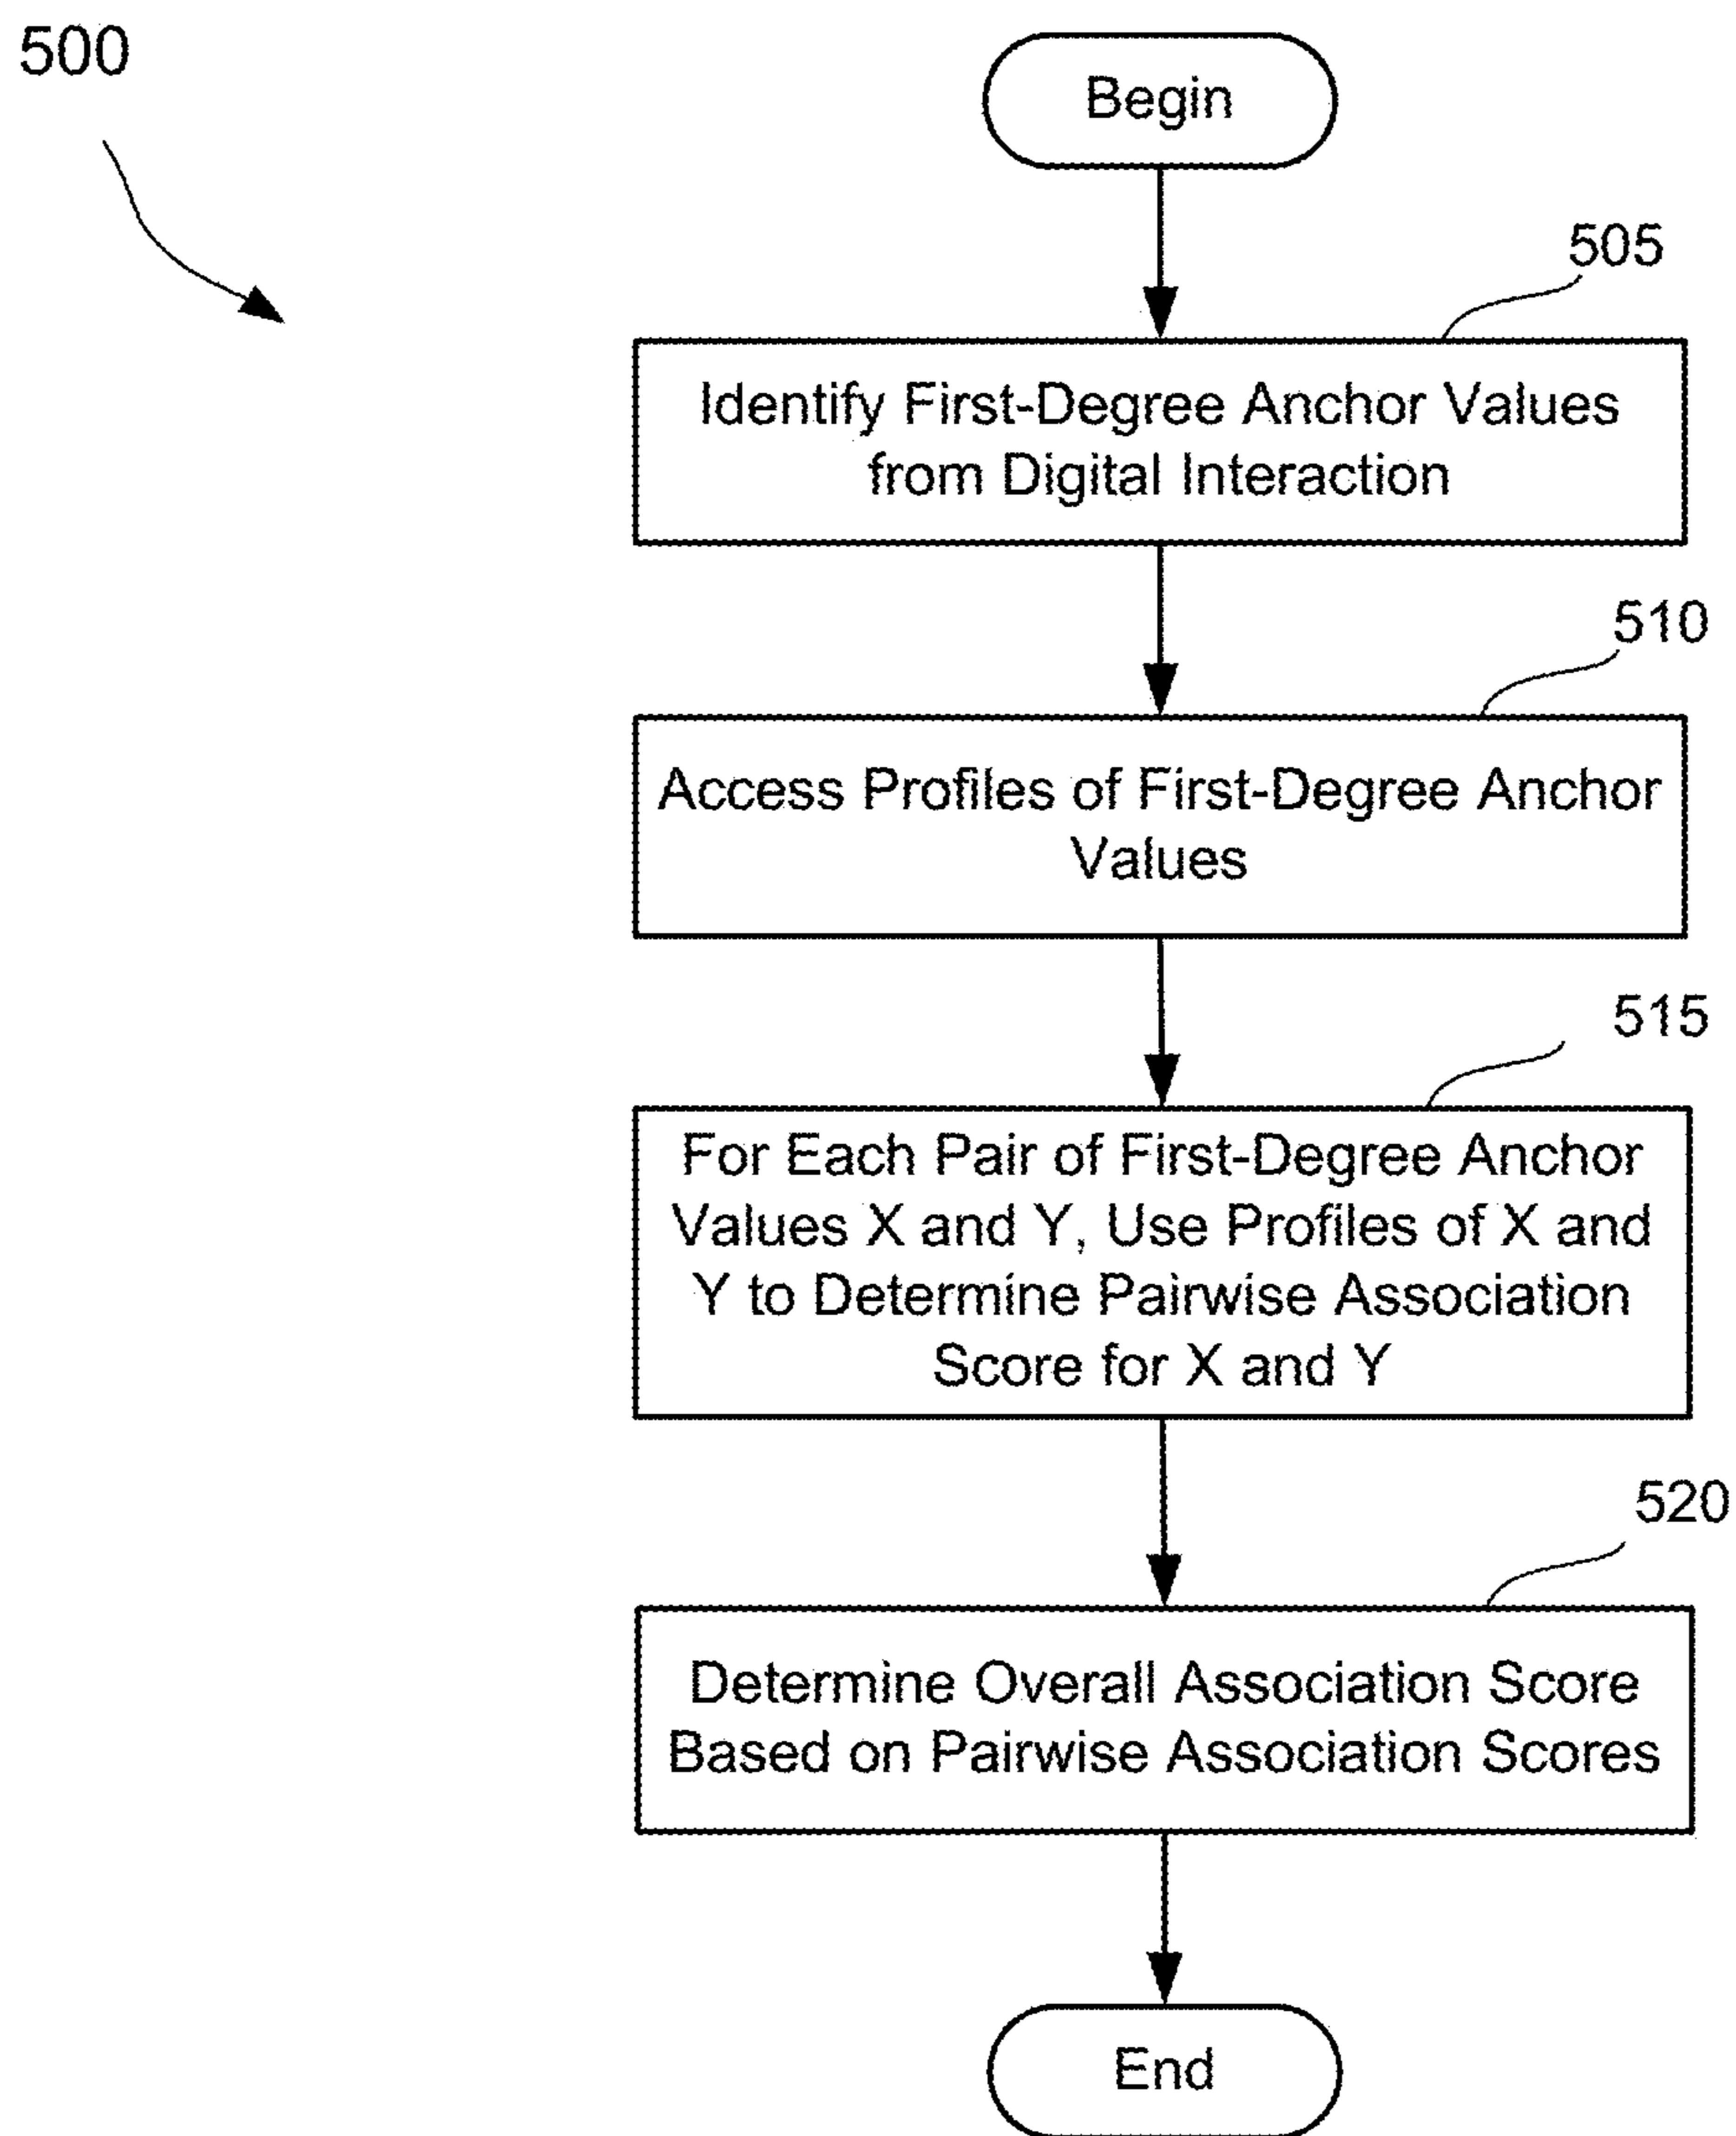 500
Begin
505
Identify First-Degree Anchor Values
from Digital Interaction
510
Access Profiles of First-Degree Anchor
Values
515
For Each Pair of First-Degree Anchor
Values X and Y, Use Profiles of X and
Y to Determine Pairwise Association
Score for X and Y
520
Determine Overall Association Score
Based on Pairwise Association Scores
End